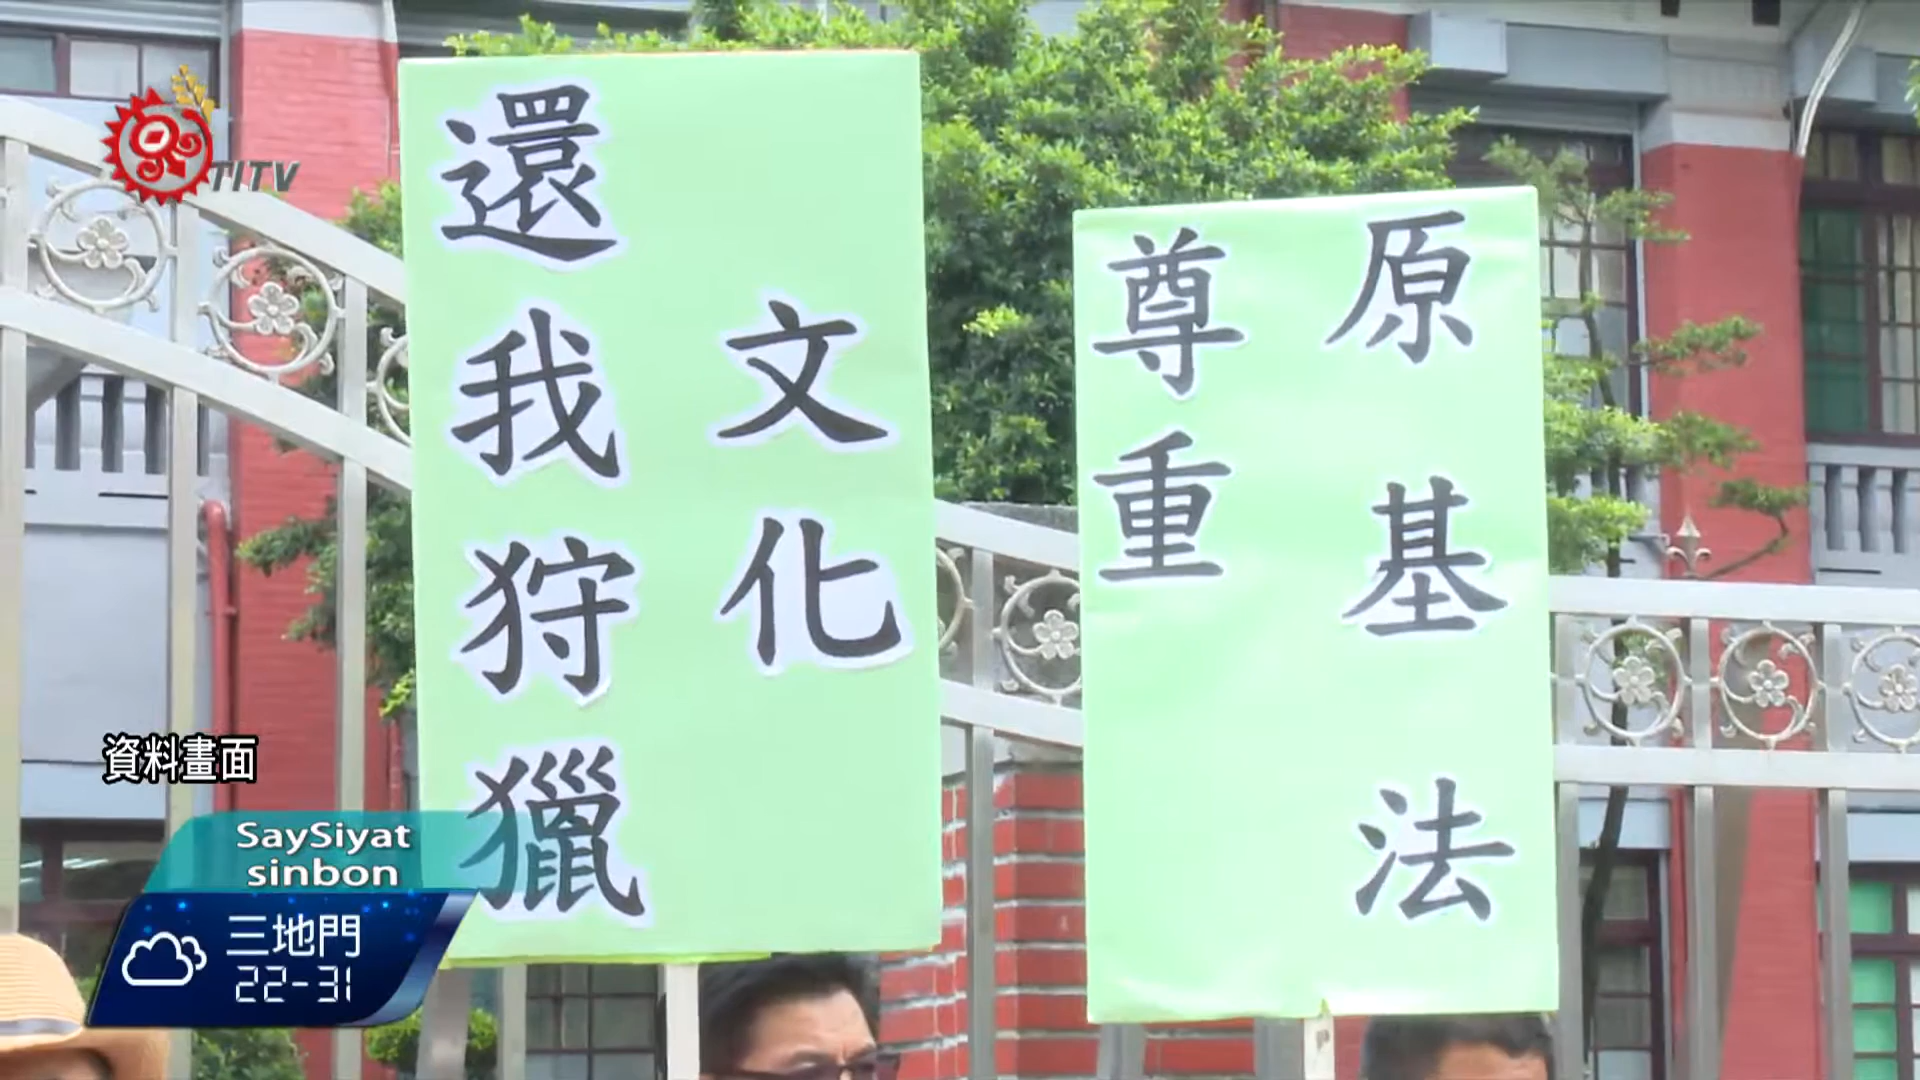 TITV
還我狩獵
文化
尊重
原基法
資料畫面
SaySiyat
sinbon
三地門
22-31